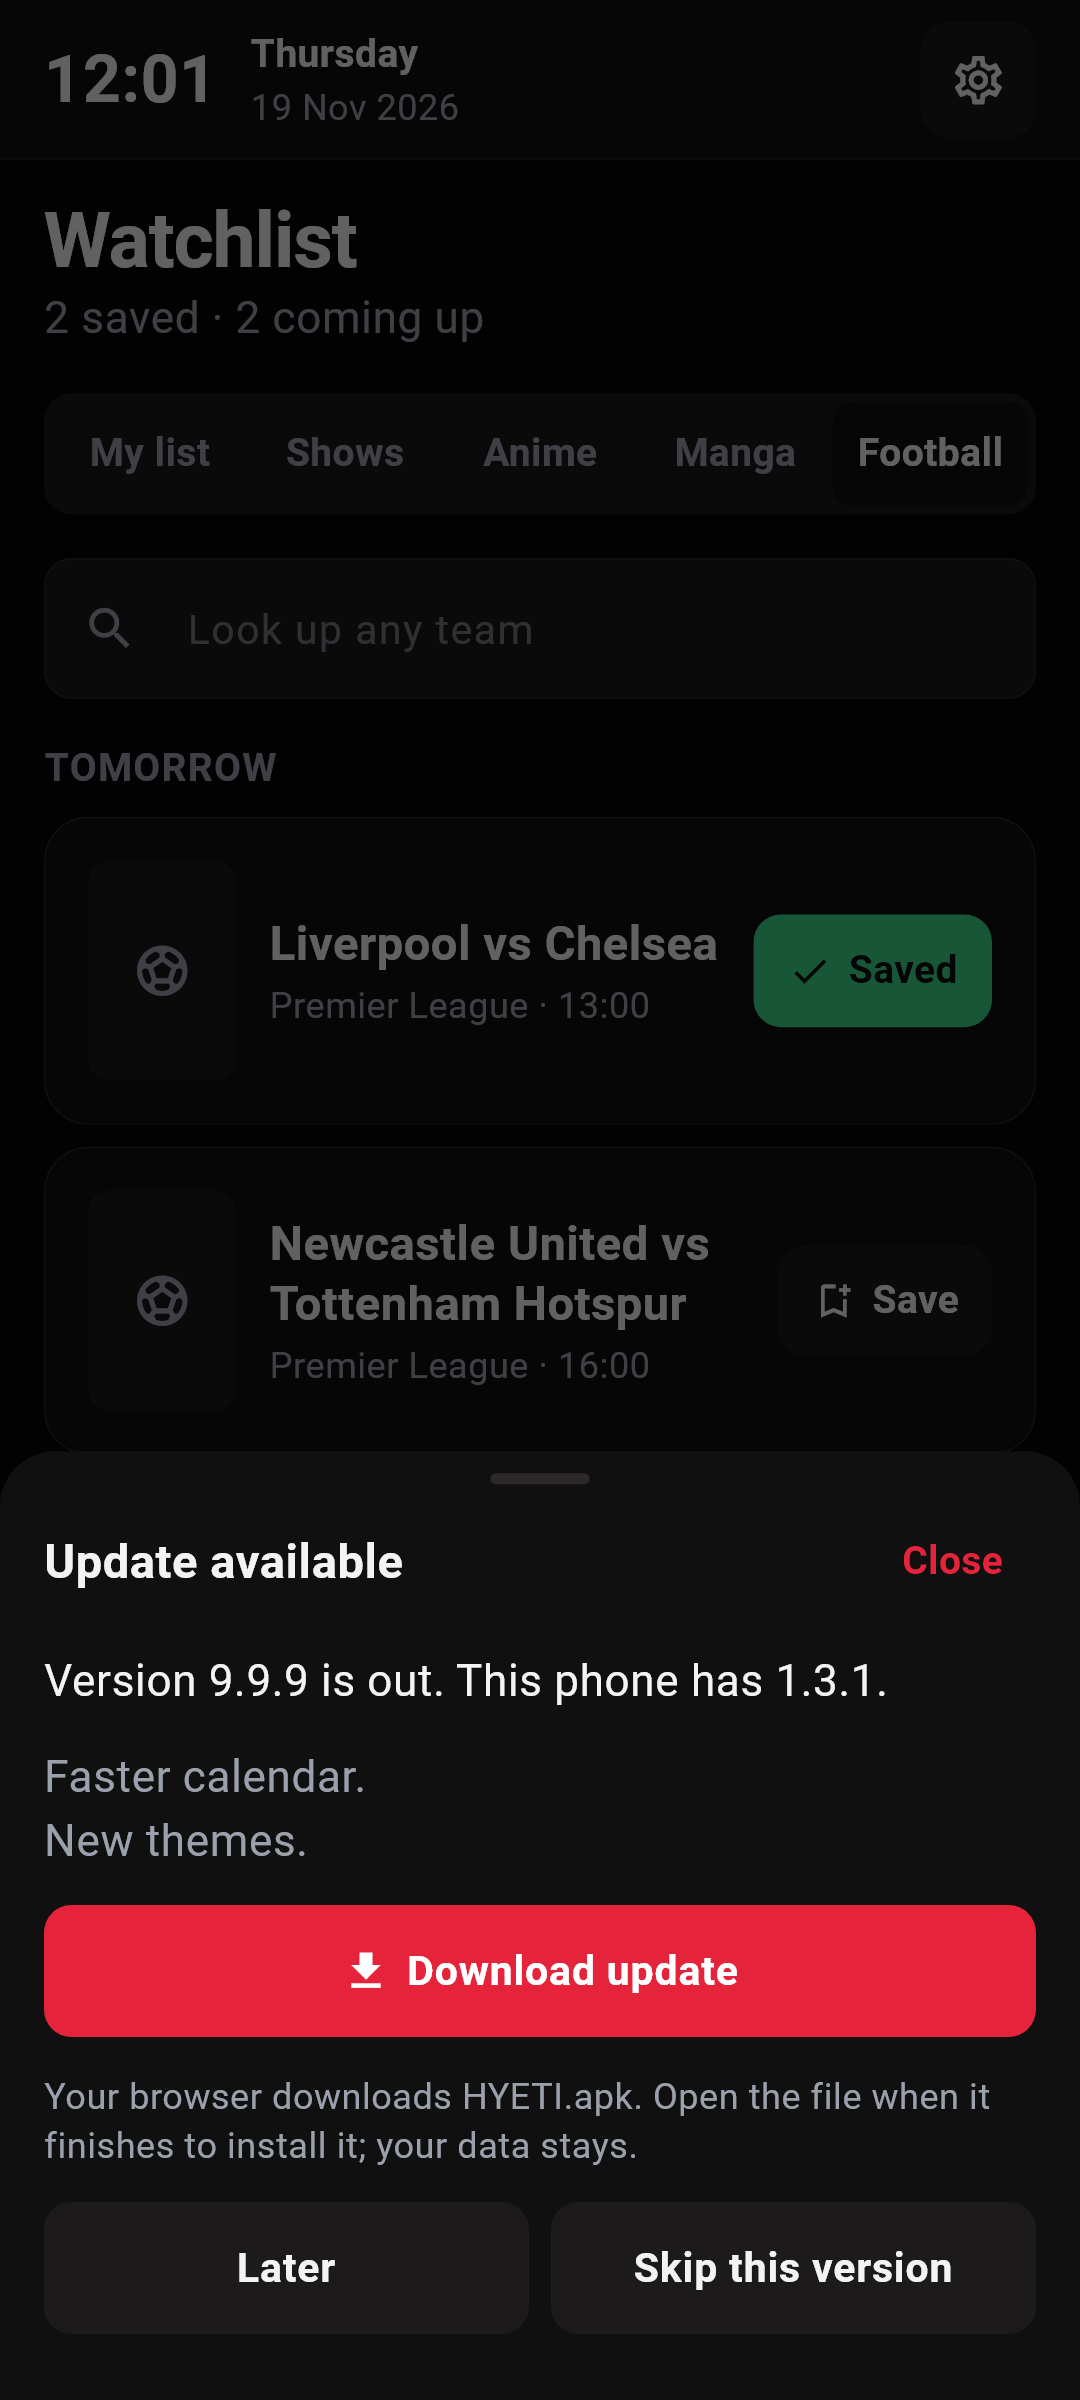 12:01
Thursday
19 Nov 2026
Watchlist
2 saved · 2 coming up
My list
Shows
Anime
Manga
Football
Look up any team
TOMORROW
Liverpool vs Chelsea
Premier League · 13:00
Saved
Newcastle United vs
Tottenham Hotspur
Premier League · 16:00
Save
Update available
Close
Version 9.9.9 is out. This phone has 1.3.1.
Faster calendar.
New themes.
Download update
Your browser downloads HYETI.apk. Open the file when it
finishes to install it; your data stays.
Later
Skip this version